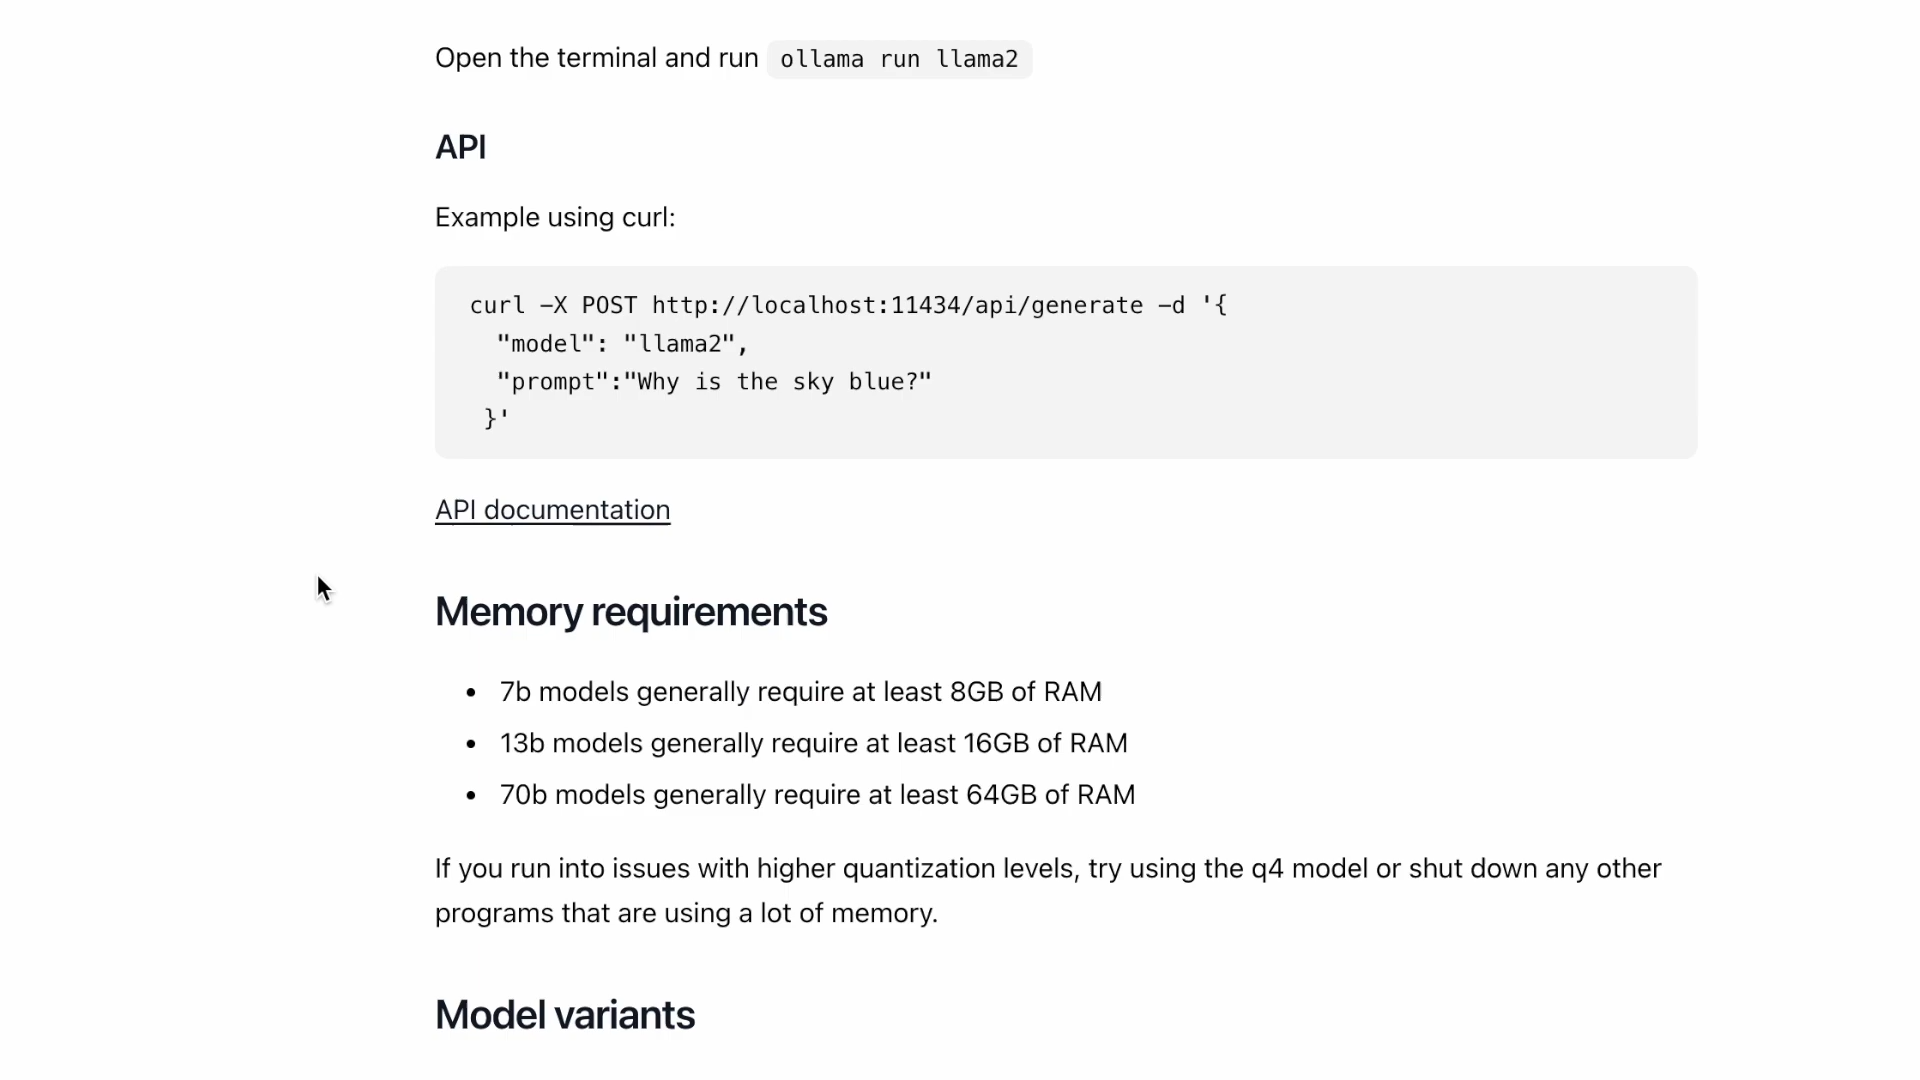 Open the terminal and run ollama run llama2
API
Example using curl:
curl -X POST http://localhost:11434/api/generate -d '{
"model": "llama2",
"prompt":"Why is the sky blue?"
}'
API documentation
Memory requirements
• 7b models generally require at least 8GB of RAM
• 13b models generally require at least 16GB of RAM
• 70b models generally require at least 64GB of RAM
If you run into issues with higher quantization levels, try using the q4 model or shut down any other
programs that are using a lot of memory.
Model variants